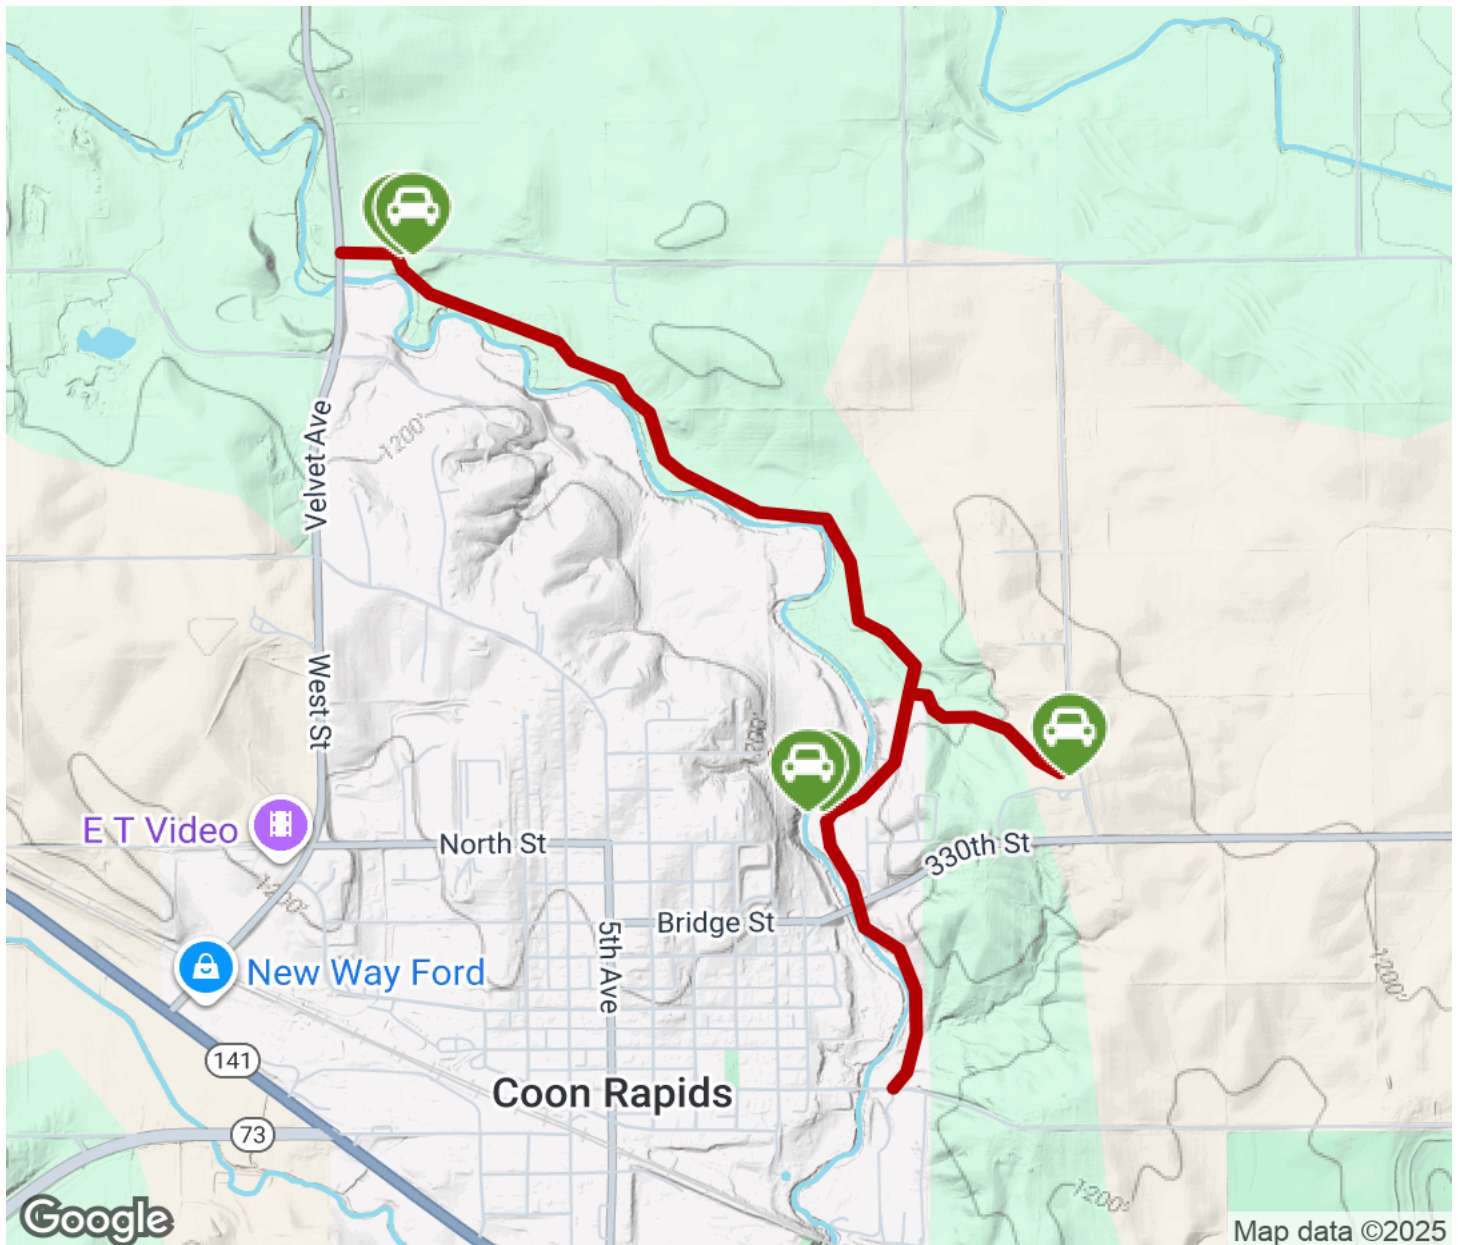 1200'
Velvet Ave
West St
E T Video
North St
330th St
1200'
Bridge St
5th Ave
New Way Ford
1200'
141
Coon Rapids
73
1200'
Google
Map data ©2025